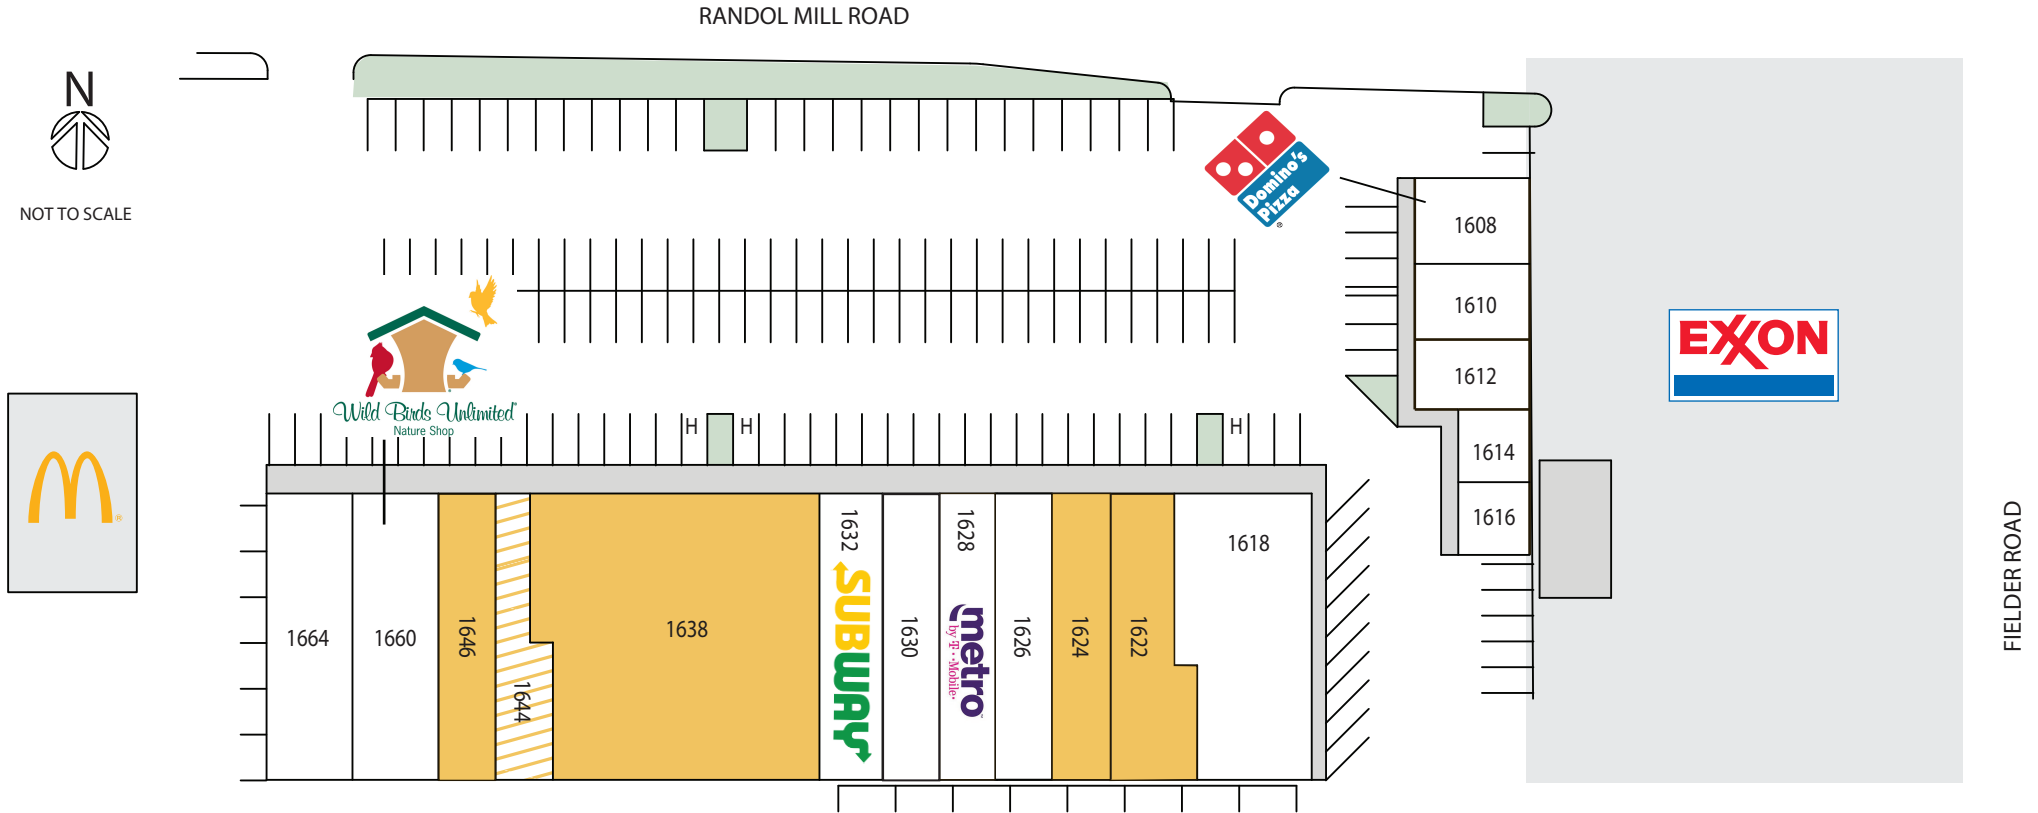 RANDOL MILL ROAD
N
NOT TO SCALE
Domino's
Pizza
®
1608
1610
1612
1614
1616
EXXON
FIELDER ROAD
Wild Birds Unlimited®
Nature Shop
H
H
H
®
1664
1660
1646
1644
1638
1632
SUBWAY
1630
1628
metro
by T-Mobile
1626
1624
1622
1618